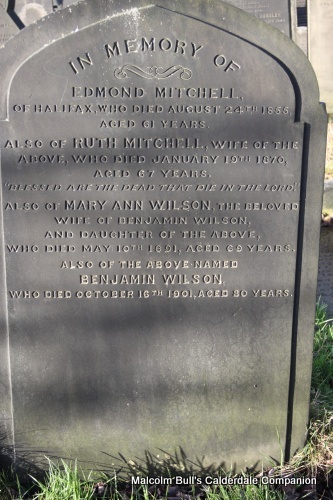 IN MEMORY OF
EDMOND MITCHELL,
OF HALIFAX, WHO DIED AUGUST 24TH 1855,
AGED 61 YEARS.
ALSO OF RUTH MITCHELL, WIFE OF THE
ABOVE, WHO DIED JANUARY 19TH 1870,
AGED 67 YEARS.
"BLESSED ARE THE DEAD THAT DIE IN THE LORD."
ALSO OF MARY ANN WILSON, THE BELOVED
WIFE OF BENJAMIN WILSON,
AND DAUGHTER OF THE ABOVE,
WHO DIED MAY 10TH AGED YEARS.
ALSO OF THE ABOVE-NAMED
BENJAMIN WILSON,
WHO DIED OCTOBER 16TH 1901, AGED 80 YEARS.
Malcolm Bull's Calderdale Companion